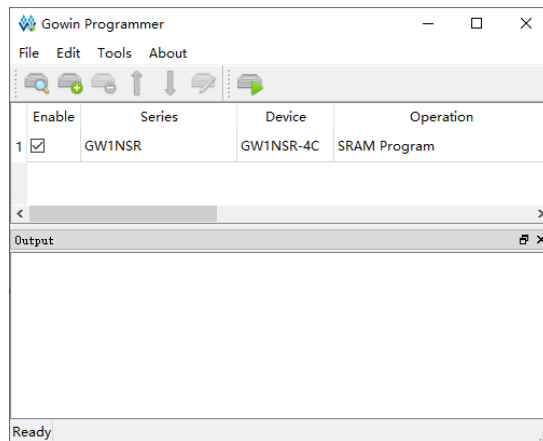 Gowin Programmer
File Edit Tools About
Enable Series Device Operation
1 GW1NSR GW1NSR-4C SRAM Program
Output
Ready